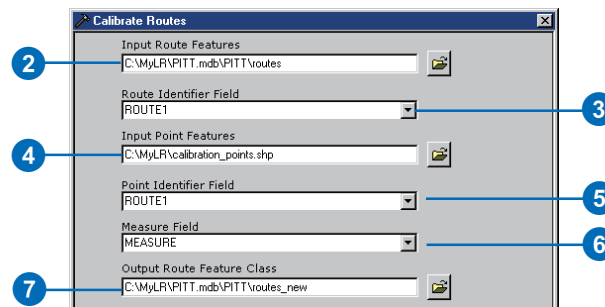 Calibrate Routes
Input Route Features
2
C:\MyLR\PITT.mdb\PITT\routes
Route Identifier Field
ROUTE1
3
Input Point Features
4
C:\MyLR\calibration_points.shp
Point Identifier Field
ROUTE1
5
Measure Field
MEASURE
6
Output Route Feature Class
7
C:\MyLR\PITT.mdb\PITT\routes_new